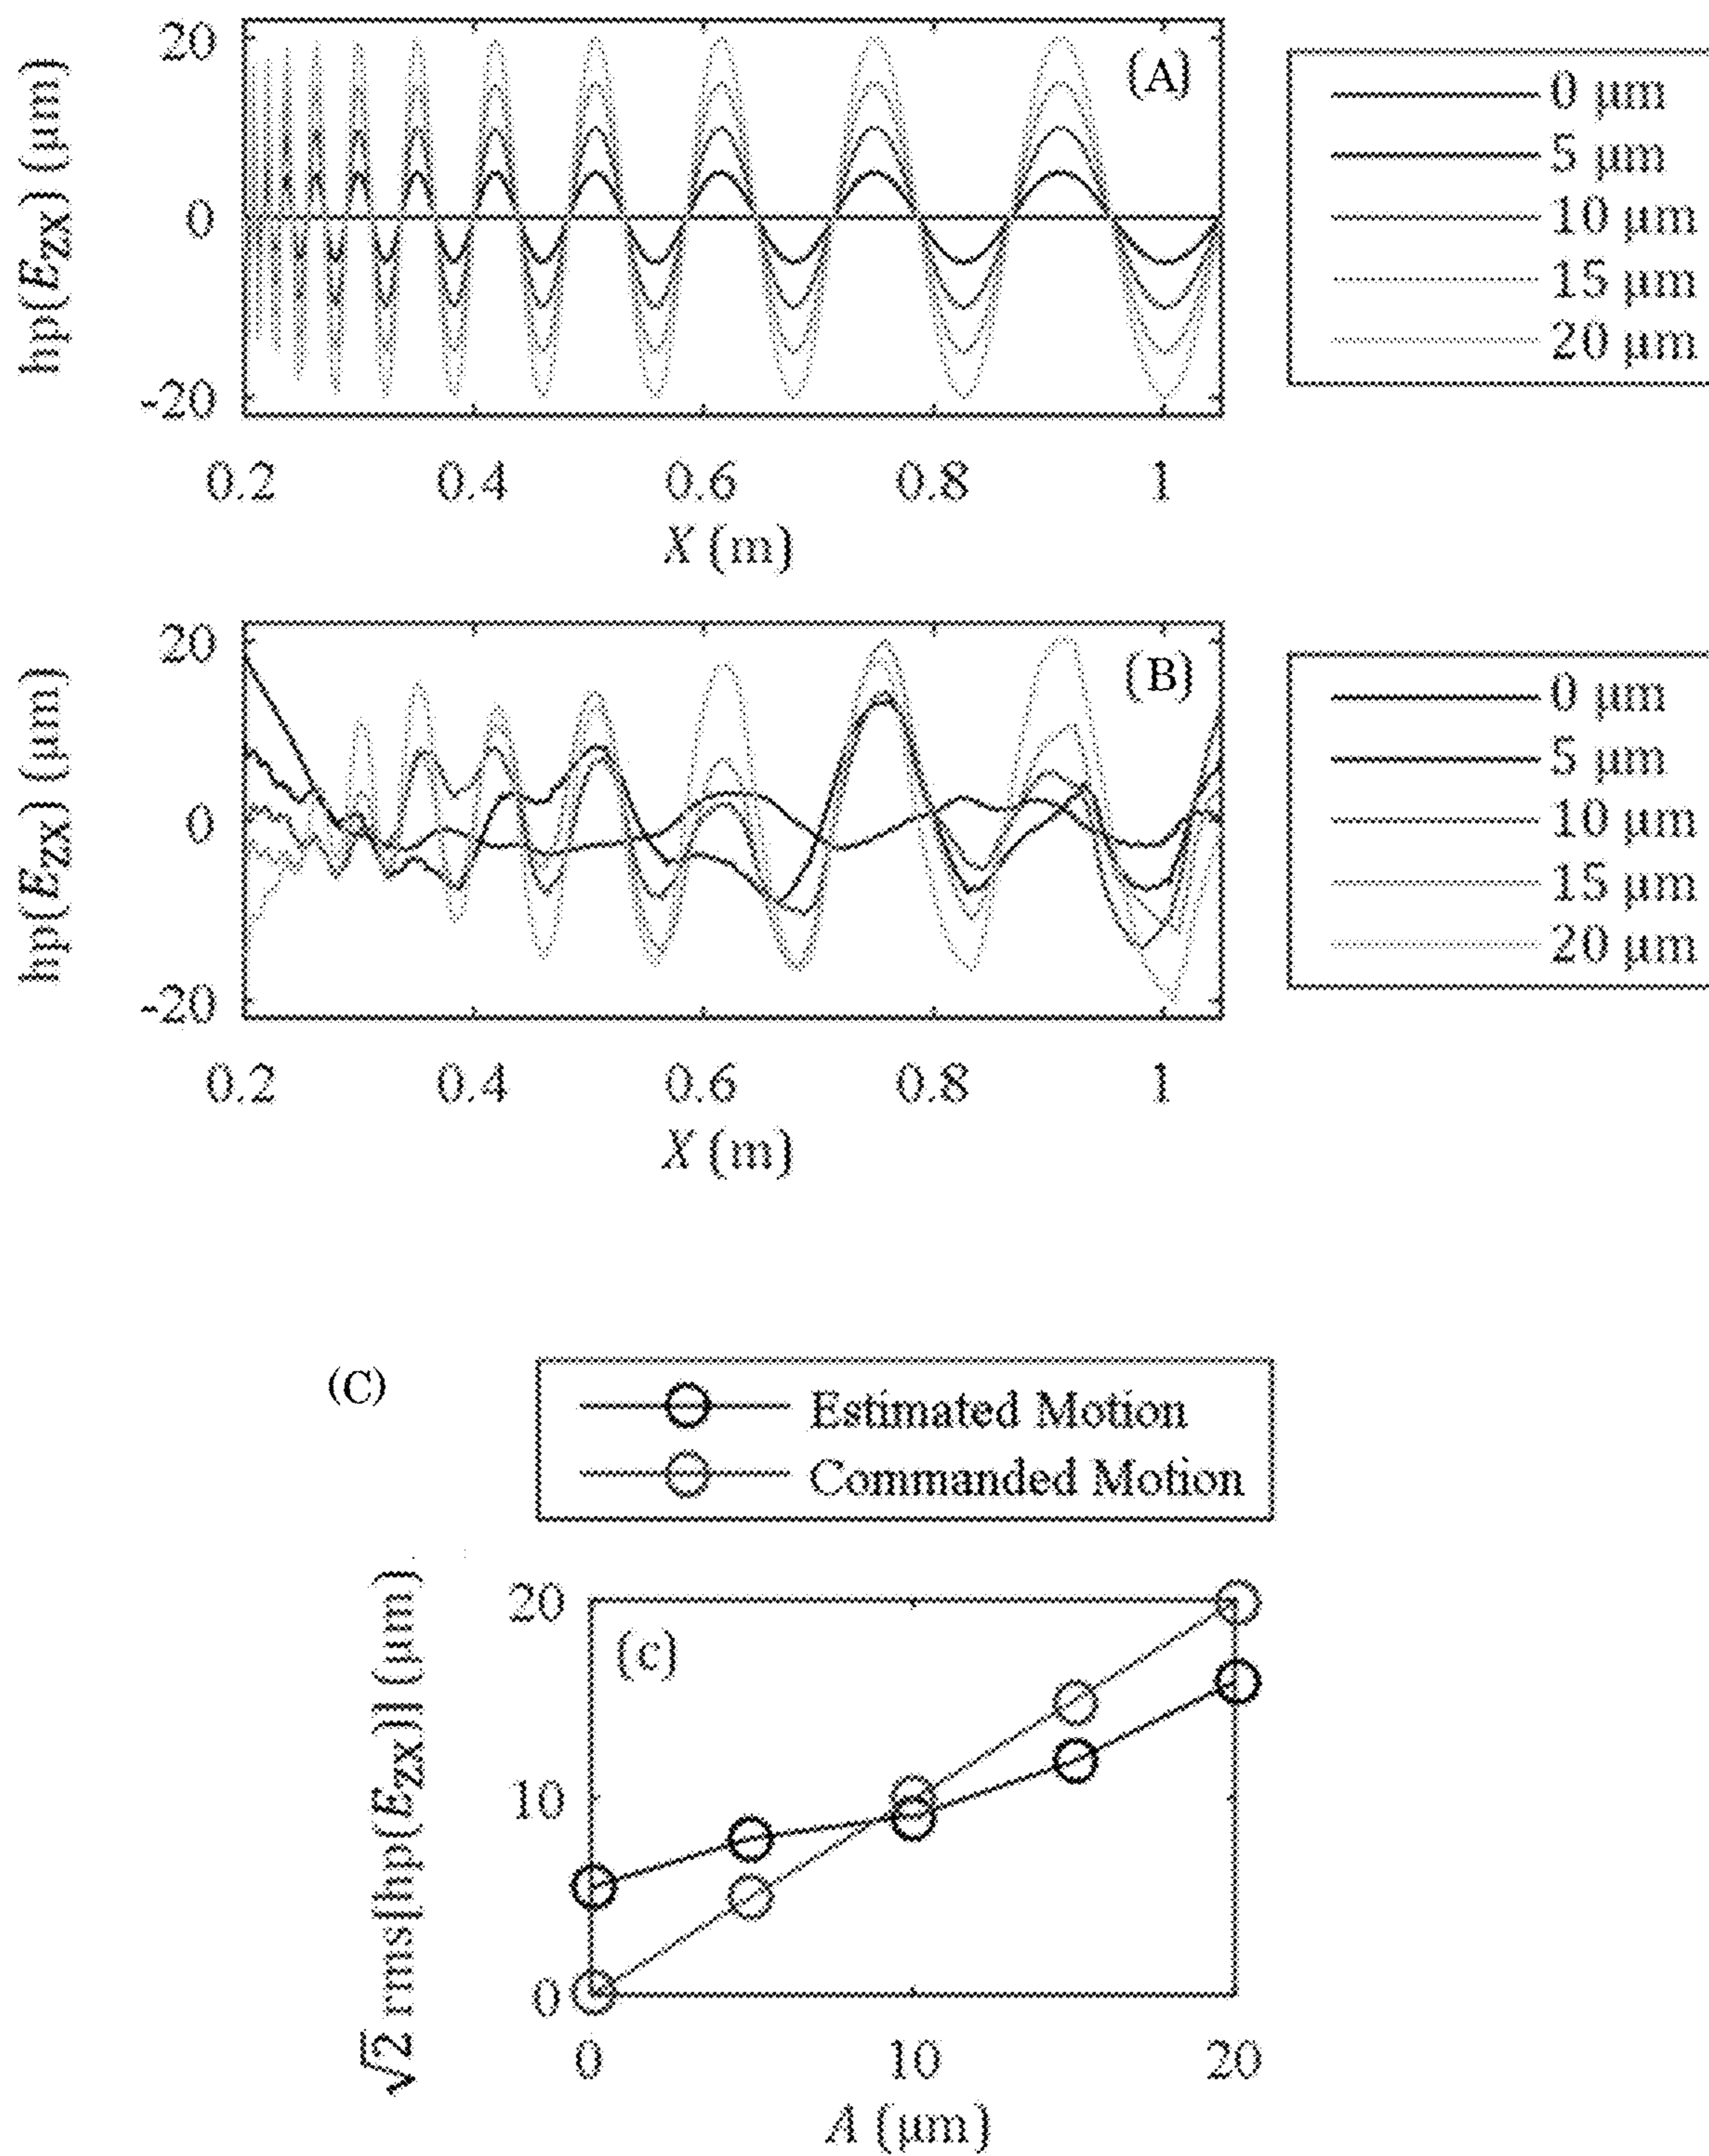 hp(E_ZX) (μm)
20
0
-20
(A)
0.2 0.4 0.6 0.8 1
X (m)
0 μm
5 μm
10 μm
15 μm
20 μm
hp(E_ZX) (μm)
20
0
-20
(B)
0.2 0.4 0.6 0.8 1
X (m)
0 μm
5 μm
10 μm
15 μm
20 μm
(C)
Estimated Motion
Commanded Motion
√2 rms[hp(E_ZX)] (μm)
20
10
0
(c)
0 10 20
A (μm)